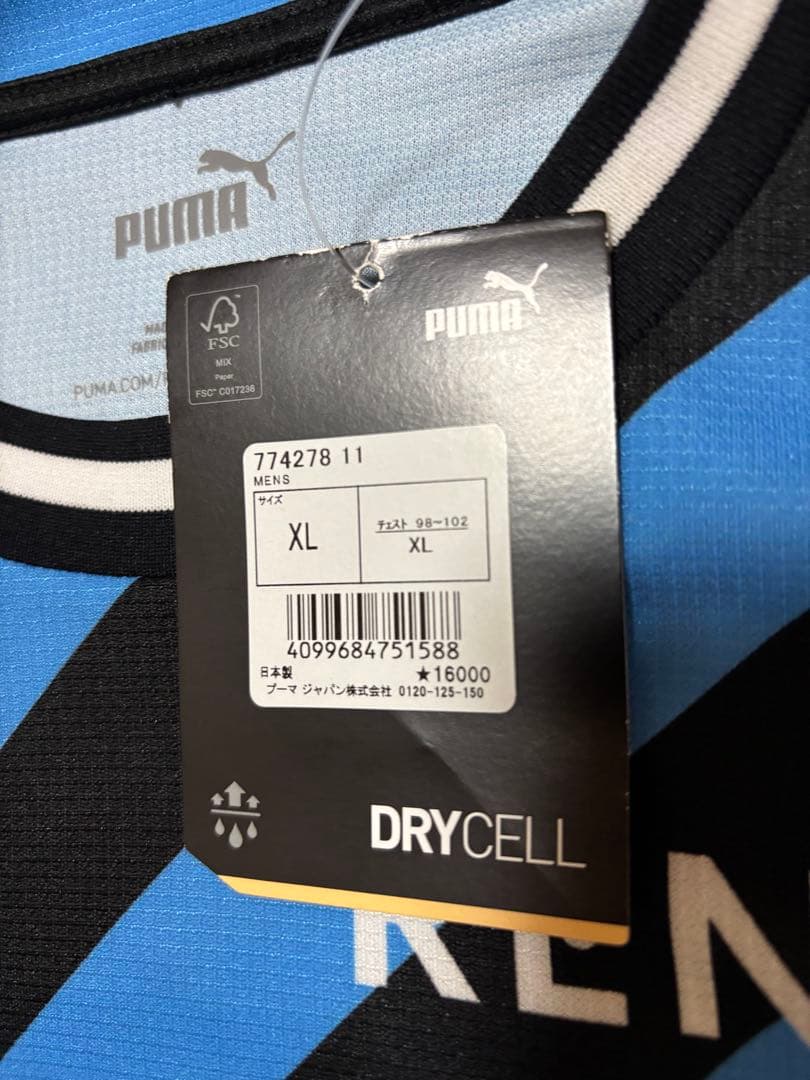 PUMA
PUMA.COM/
FSC
MIX
Paper
FSC™ C017238
PUMA
774278 11
MENS
サイズ
XL
チェスト 98~102
XL
4099684751588
日本製
★16000
プーマ ジャパン株式会社 0120-125-150
DRYCELL